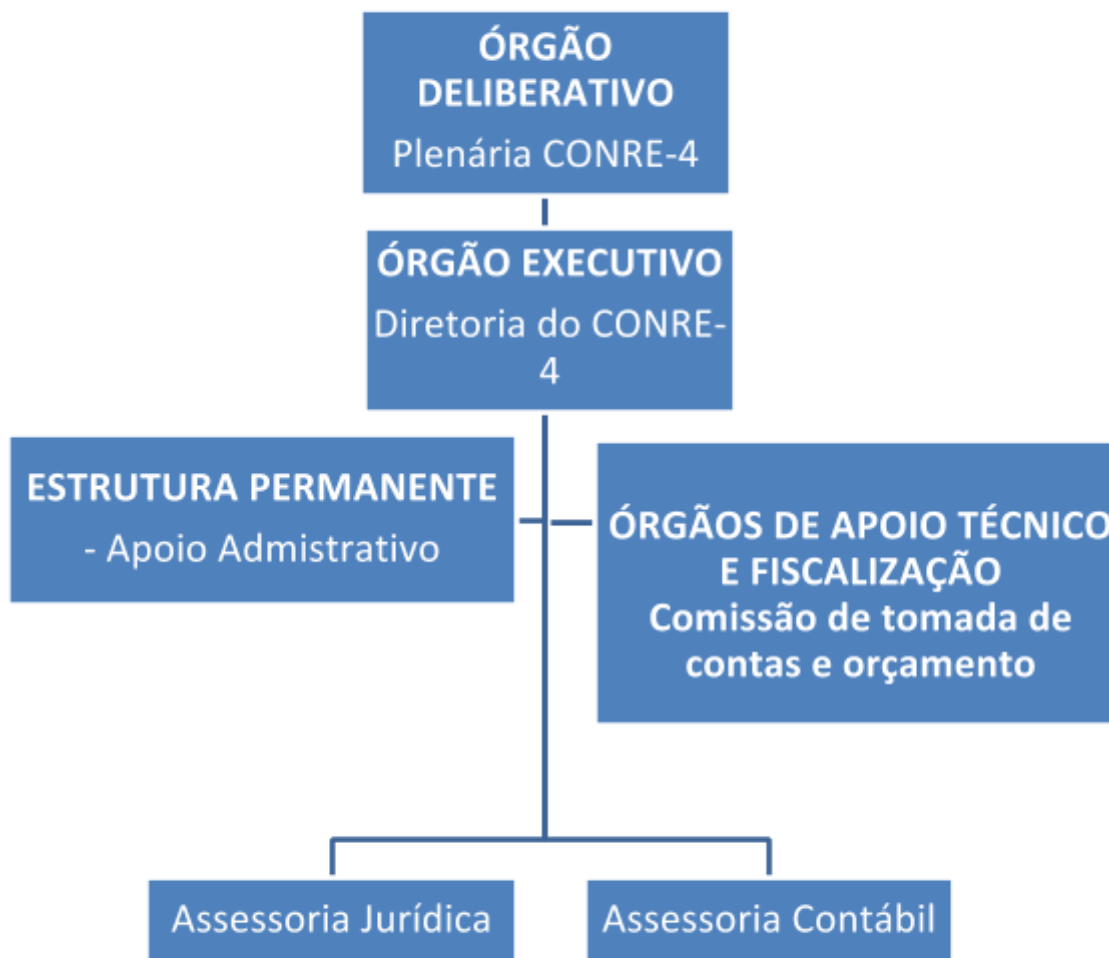 ÓRGÃO
DELIBERATIVO
Plenária CONRE-4
ÓRGÃO EXECUTIVO
Diretoria do CONRE-
4
ESTRUTURA PERMANENTE
- Apoio Admistrativo
ÓRGÃOS DE APOIO TÉCNICO
E FISCALIZAÇÃO
Comissão de tomada de
contas e orçamento
Assessoria Jurídica
Assessoria Contábil